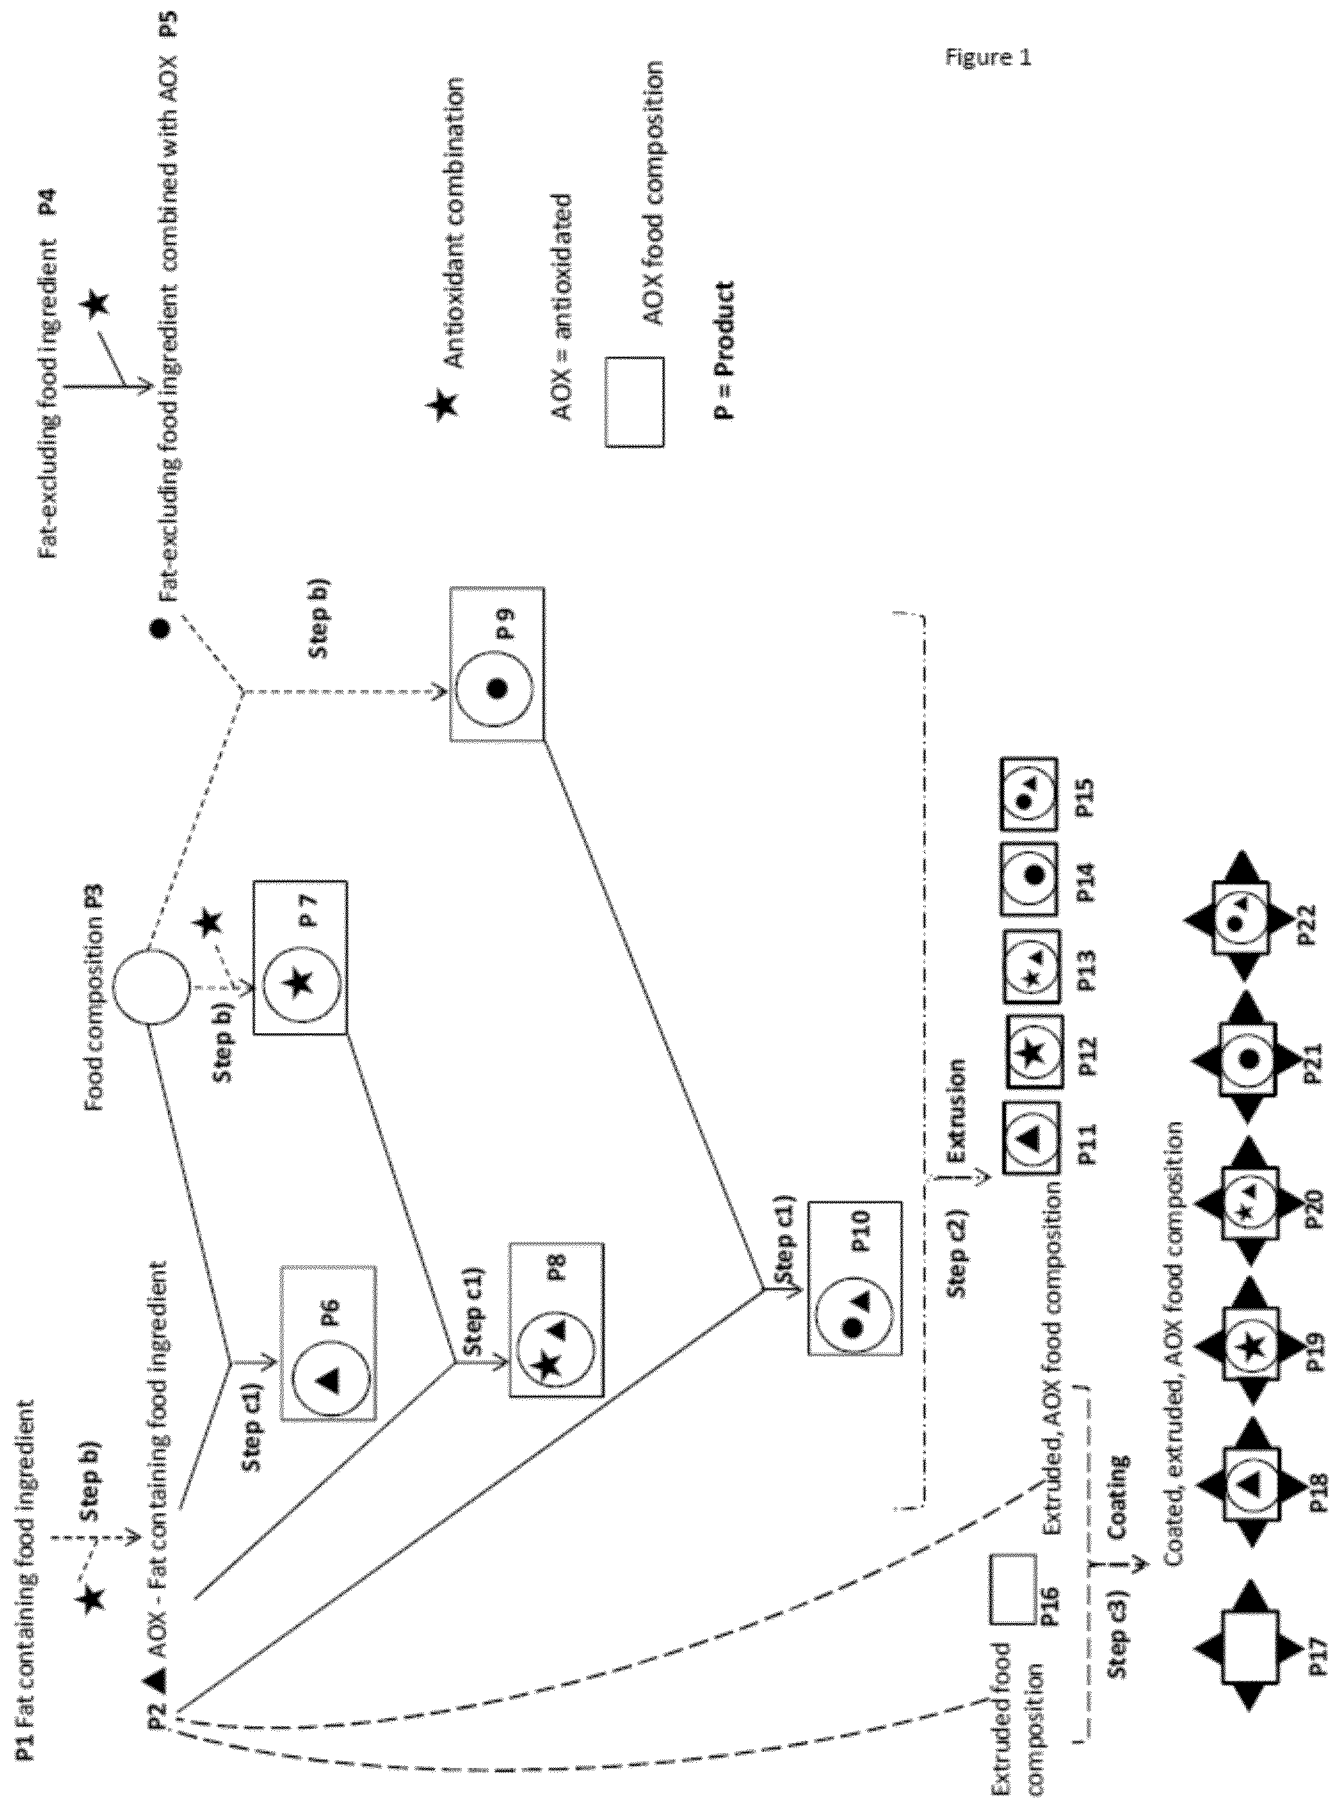 P1 Fat containing food ingredient
Step b)
P2
AOX - Fat containing food ingredient
Food composition P3
Fat-excluding food ingredient P4
Fat-excluding food ingredient combined with AOX P5
Step b)
Step b)
Step c1)
P6
P 7
Step c1)
P8
P 9
Step c1)
P10
Antioxidant combination
AOX = antioxidated
AOX food composition
P = Product
Step c2)
Extrusion
Extruded food
composition
P16
Extruded, AOX food composition
P11
P12
P13
P14
P15
Step c3)
Coating
Coated, extruded, AOX food composition
P17
P18
P19
P20
P21
P22
Figure 1